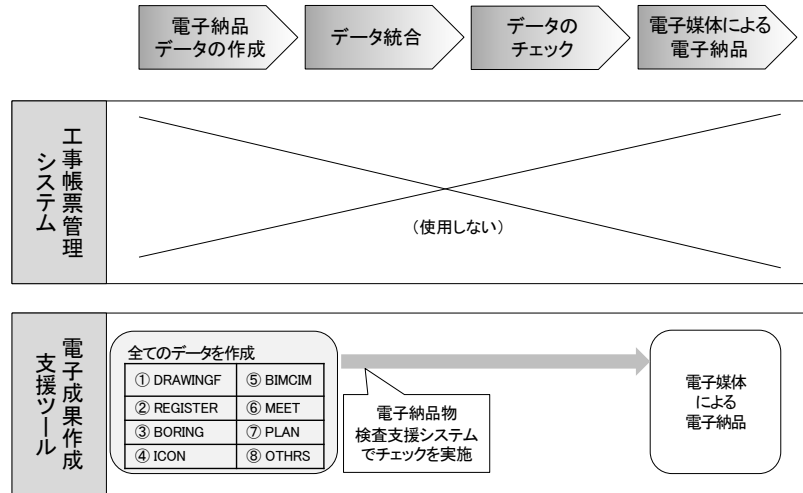 電子納品
データの作成
データ統合
データの
チェック
電子媒体による
電子納品
工事帳票管理
システム
(使用しない)
電子成果作成
支援ツール
全てのデータを作成
① DRAWINGF
⑤ BIMCIM
② REGISTER
⑥ MEET
③ BORING
⑦ PLAN
④ ICON
⑧ OTHRS
電子納品物
検査支援システム
でチェックを実施
電子媒体
による
電子納品